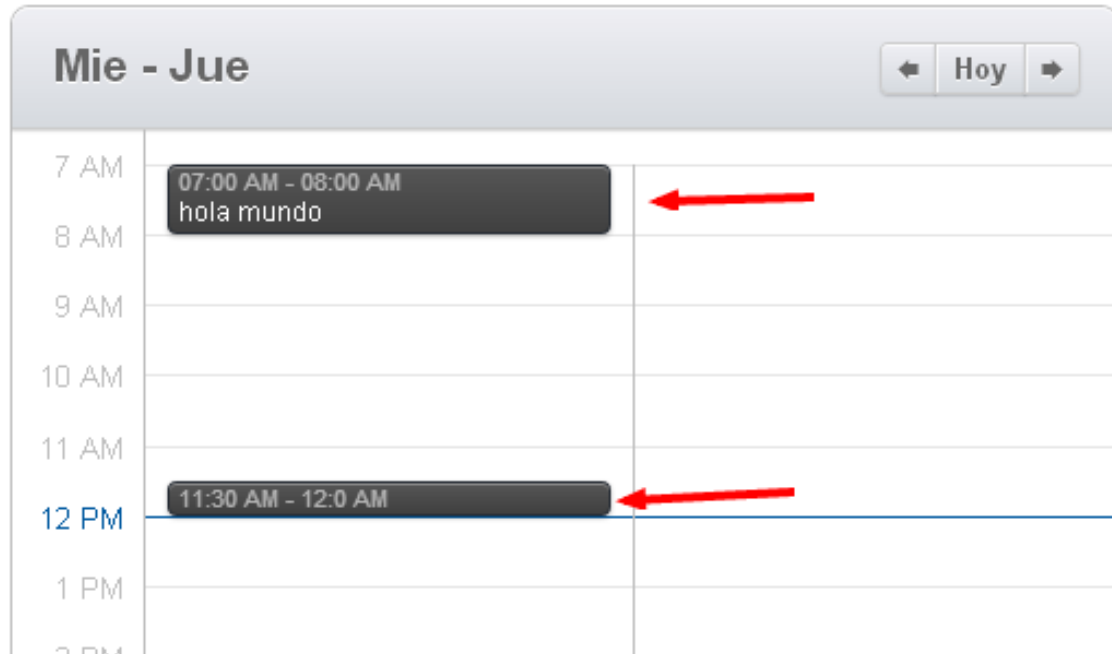 Mie - Jue
Hoy
7 AM
07:00 AM - 08:00 AM
hola mundo
8 AM
9 AM
10 AM
11 AM
11:30 AM - 12:0 AM
12 PM
1 PM